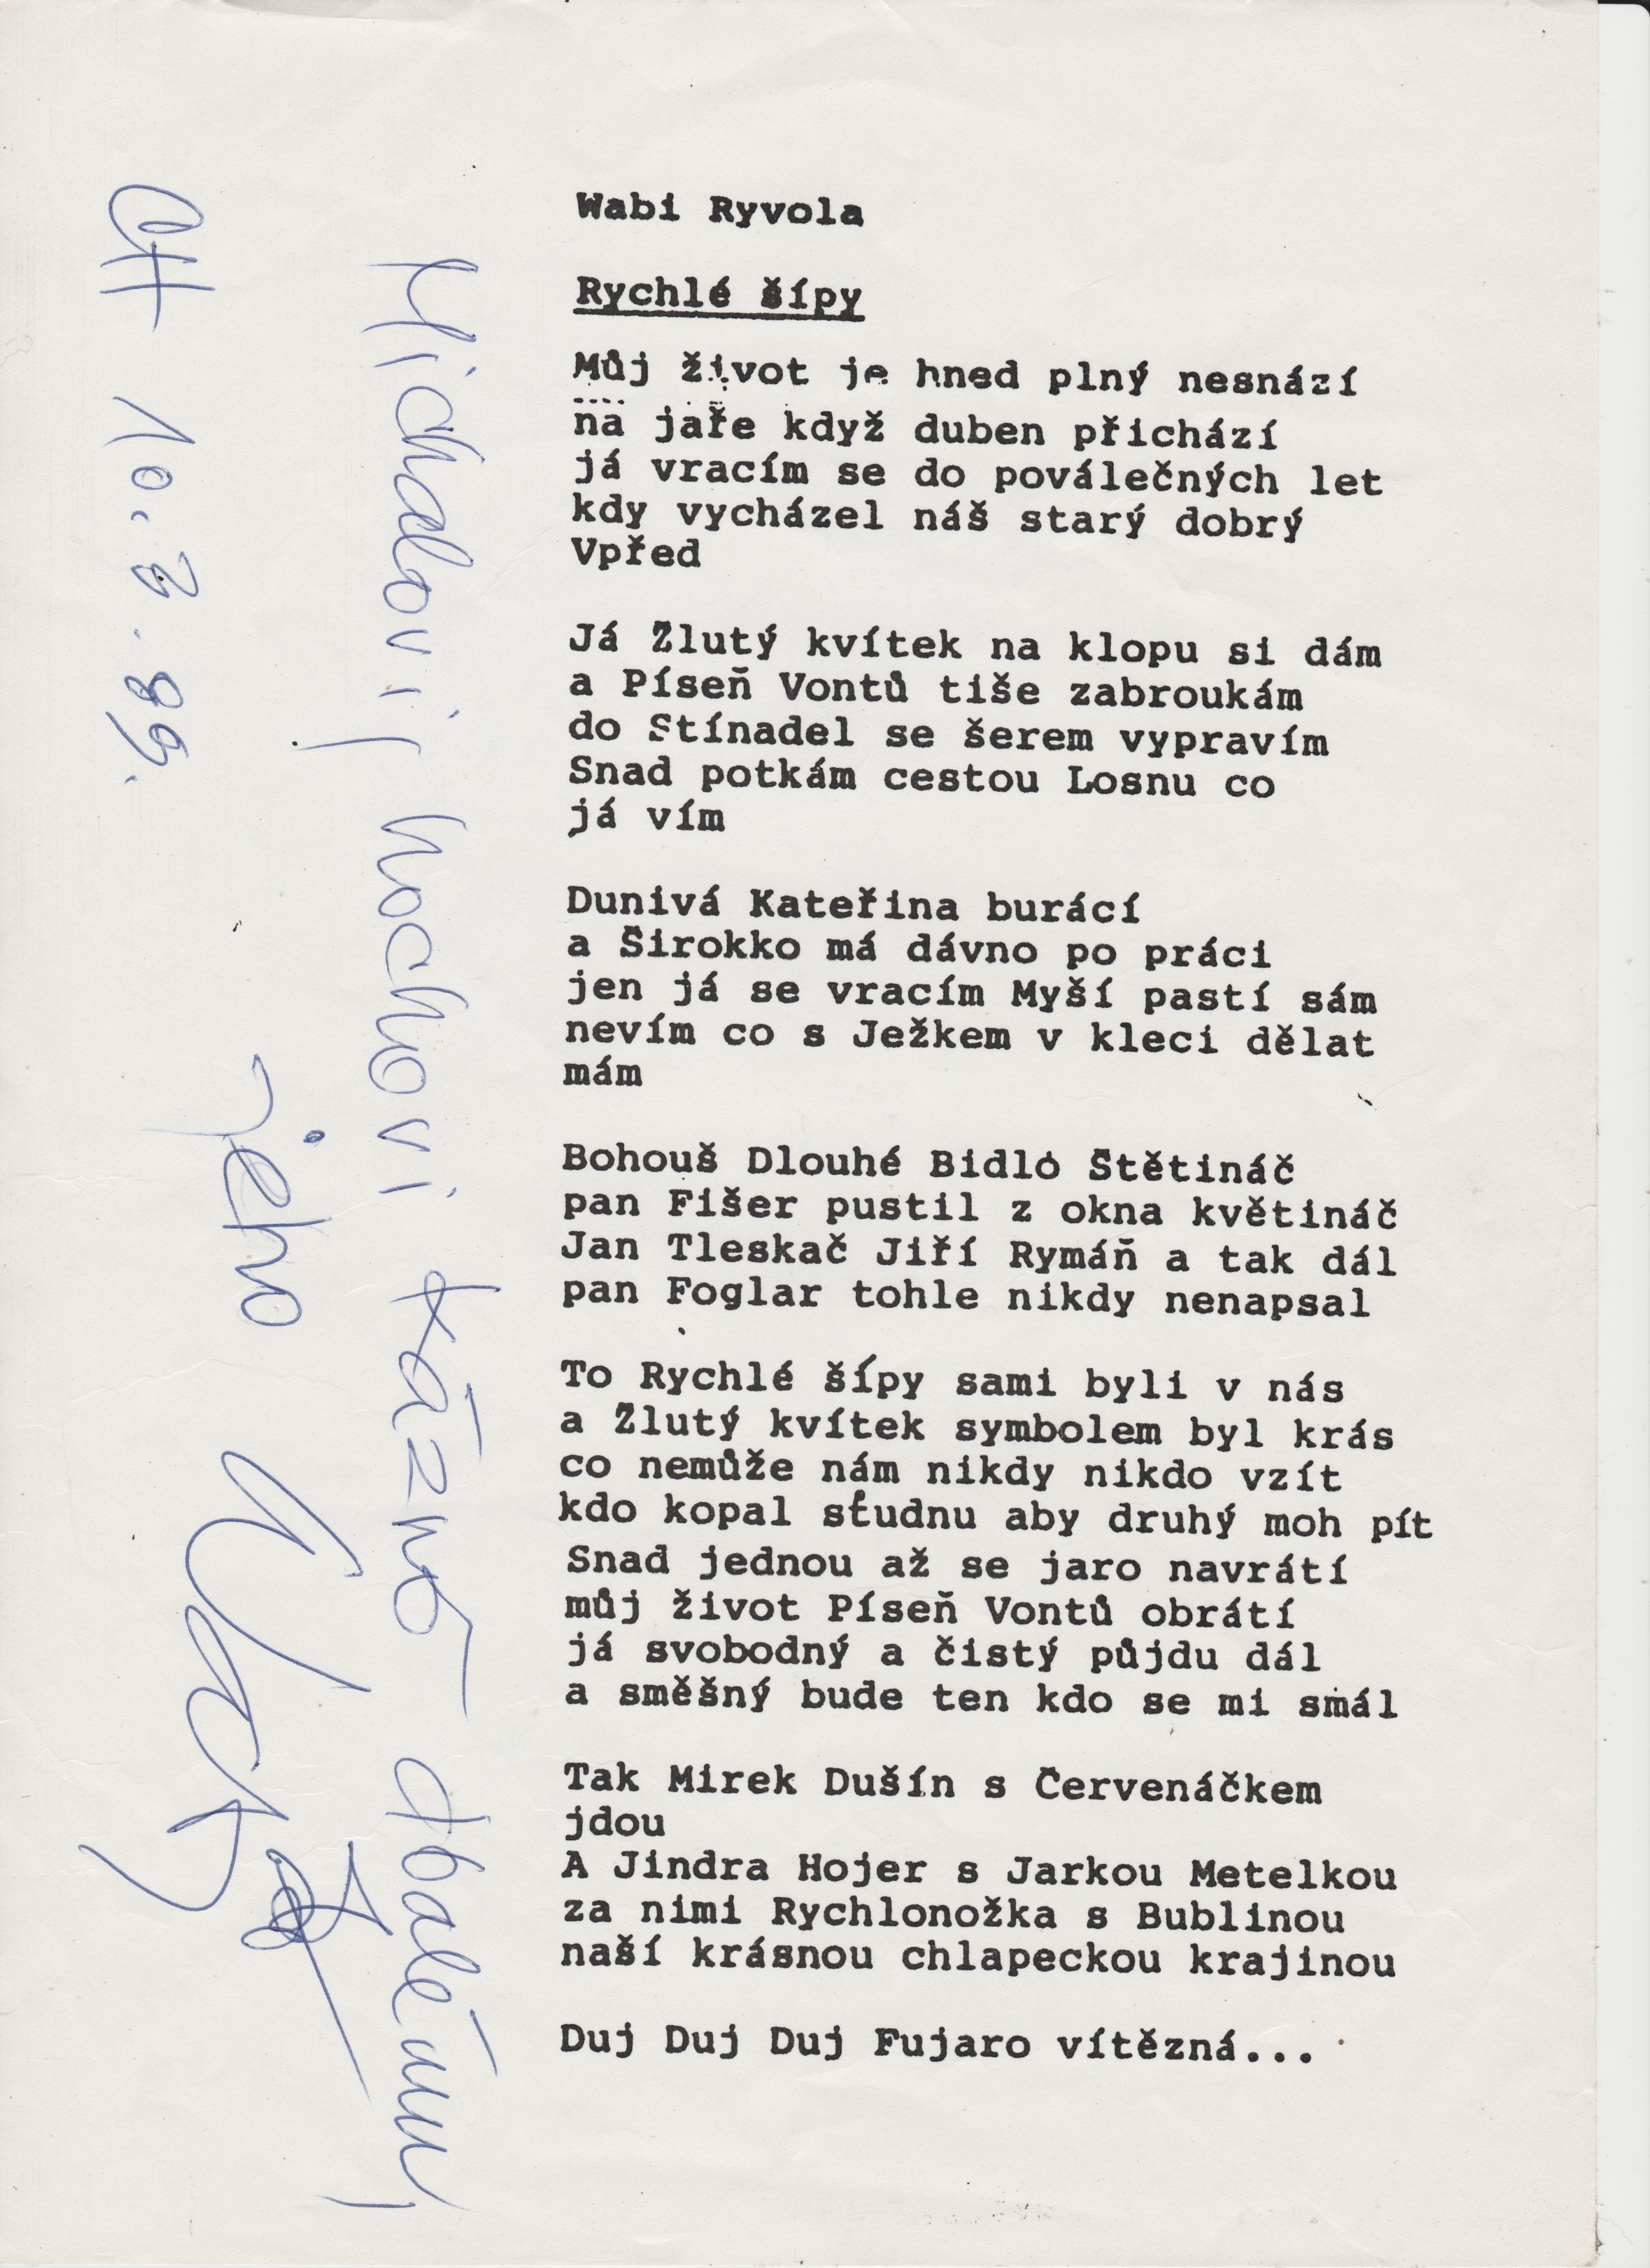 Wabi Ryvola
Rychlé šípy
Můj život je hned plný nesnází
na jaře když duben přichází
já vracím se do poválečných let
kdy vycházel náš starý dobrý
Vpřed
Já Žlutý kvítek na klopu si dám
a Píseň Vontů tiše zabroukám
do Stínadel se šerem vypravím
Snad potkám cestou Losnu co
já vím
Dunivá Kateřina burácí
a Širokko má dávno po práci
jen já se vracím Myší pastí sám
nevím co s Ježkem v kleci dělat
mám
Bohouš Dlouhé Bidlo Štětináč
pan Fišer pustil z okna květináč
Jan Tleskač Jiří Rymáň a tak dál
pan Foglar tohle nikdy nenapsal
To Rychlé šípy sami byli v nás
a Žlutý kvítek symbolem byl krás
co nemůže nám nikdy nikdo vzít
kdo kopal studnu aby druhý moh pít
Snad jednou až se jaro navrátí
můj život Píseň Vontů obrátí
já svobodný a čistý půjdu dál
a směšný bude ten kdo se mi smál
Tak Mirek Dušín s Červenáčkem
jdou
A Jindra Hojer s Jarkou Metelkou
za nimi Rychlonožka s Bublinou
naší krásnou chlapeckou krajinou
Duj Duj Duj Fujaro vítězná...
Michalovi, hochovi kázně dbalému,
jeho
10.2.99.